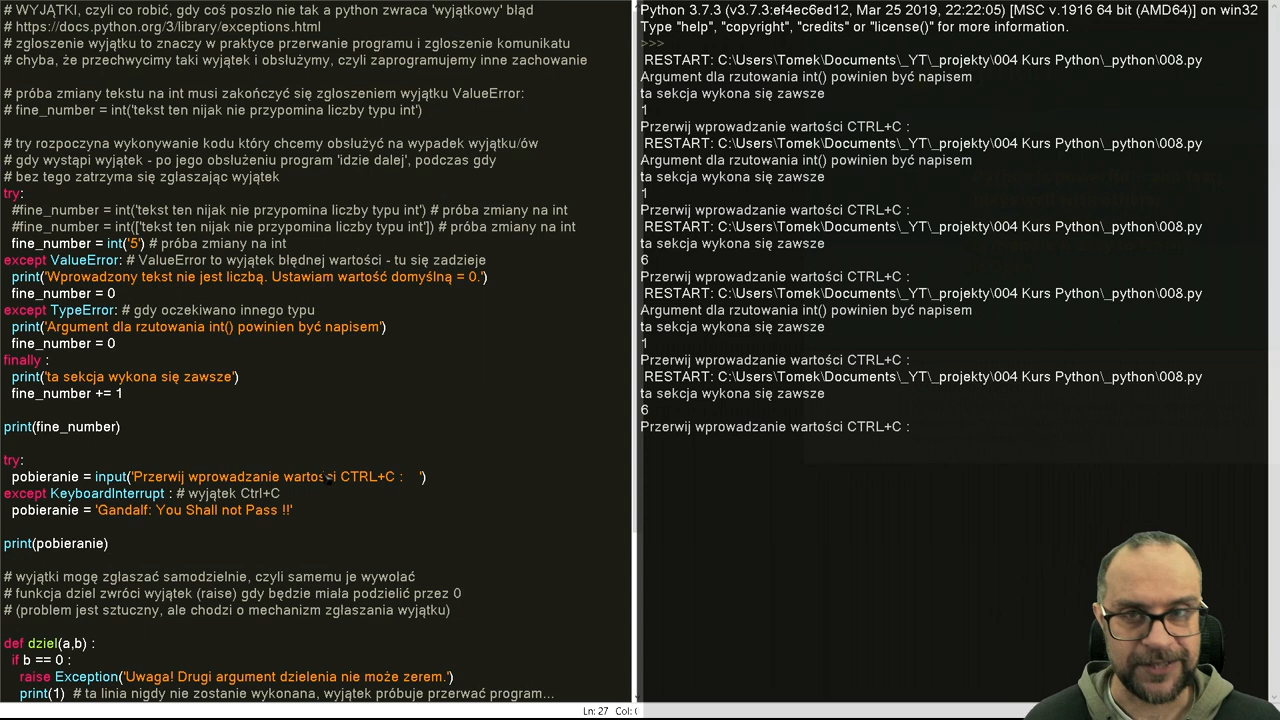 # WYJĄTKI, czyli co robić, gdy coś poszło nie tak a python zwraca 'wyjątkowy' błąd
# https://docs.python.org/3/library/exceptions.html
# zgłoszenie wyjątku to znaczy w praktyce przerwanie programu i zgłoszenie komunikatu
# chyba, że przechwycimy taki wyjątek i obsłużymy, czyli zaprogramujemy inne zachowanie
# próba zmiany tekstu na int musi zakończyć się zgłoszeniem wyjątku ValueError:
# fine_number = int('tekst ten nijak nie przypomina liczby typu int')
# try rozpoczyna wykonywanie kodu który chcemy obsłużyć na wypadek wyjątku/ów
# gdy wystąpi wyjątek - po jego obsłużeniu program 'idzie dalej', podczas gdy
# bez tego zatrzyma się zgłaszając wyjątek
try:
#fine_number = int('tekst ten nijak nie przypomina liczby typu int') # próba zmiany na int
#fine_number = int(['tekst ten nijak nie przypomina liczby typu int']) # próba zmiany na int
fine_number = int('5') # próba zmiany na int
except ValueError: # ValueError to wyjątek błędnej wartości - tu się zadzieje
print('Wprowadzony tekst nie jest liczbą. Ustawiam wartość domyślną = 0.')
fine_number = 0
except TypeError: # gdy oczekiwano innego typu
print('Argument dla rzutowania int() powinien być napisem')
fine_number = 0
finally :
print('ta sekcja wykona się zawsze')
fine_number += 1
print(fine_number)
try:
pobieranie = input('Przerwij wprowadzanie wartości CTRL+C :   ')
except KeyboardInterrupt : # wyjątek Ctrl+C
pobieranie = 'Gandalf: You Shall not Pass !!'
print(pobieranie)
# wyjątki mogę zgłaszać samodzielnie, czyli samemu je wywolać
# funkcja dziel zwróci wyjątek (raise) gdy będzie miała podzielić przez 0
# (problem jest sztuczny, ale chodzi o mechanizm zgłaszania wyjątku)
def dziel(a,b) :
if b == 0 :
raise Exception('Uwaga! Drugi argument dzielenia nie może zerem.')
print(1)  # ta linia nigdy nie zostanie wykonana, wyjątek próbuje przerwać program...
Ln: 27   Col:
Python 3.7.3 (v3.7.3:ef4ec6ed12, Mar 25 2019, 22:22:05) [MSC v.1916 64 bit (AMD64)] on win32
Type "help", "copyright", "credits" or "license()" for more information.
>>>
RESTART: C:\Users\Tomek\Documents\_YT\_projekty\004 Kurs Python\_python\008.py
Argument dla rzutowania int() powinien być napisem
ta sekcja wykona się zawsze
1
Przerwij wprowadzanie wartości CTRL+C :
RESTART: C:\Users\Tomek\Documents\_YT\_projekty\004 Kurs Python\_python\008.py
Argument dla rzutowania int() powinien być napisem
ta sekcja wykona się zawsze
1
Przerwij wprowadzanie wartości CTRL+C :
RESTART: C:\Users\Tomek\Documents\_YT\_projekty\004 Kurs Python\_python\008.py
ta sekcja wykona się zawsze
6
Przerwij wprowadzanie wartości CTRL+C :
RESTART: C:\Users\Tomek\Documents\_YT\_projekty\004 Kurs Python\_python\008.py
Argument dla rzutowania int() powinien być napisem
ta sekcja wykona się zawsze
1
Przerwij wprowadzanie wartości CTRL+C :
RESTART: C:\Users\Tomek\Documents\_YT\_projekty\004 Kurs Python\_python\008.py
ta sekcja wykona się zawsze
6
Przerwij wprowadzanie wartości CTRL+C :